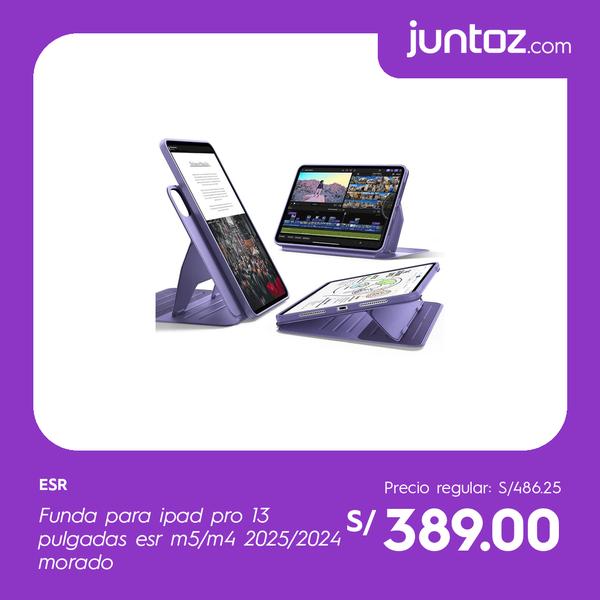 juntoz.com
ESR
Precio regular: S/486.25
Funda para ipad pro 13
pulgadas esr m5/m4 2025/2024
morado
S/ 389.00